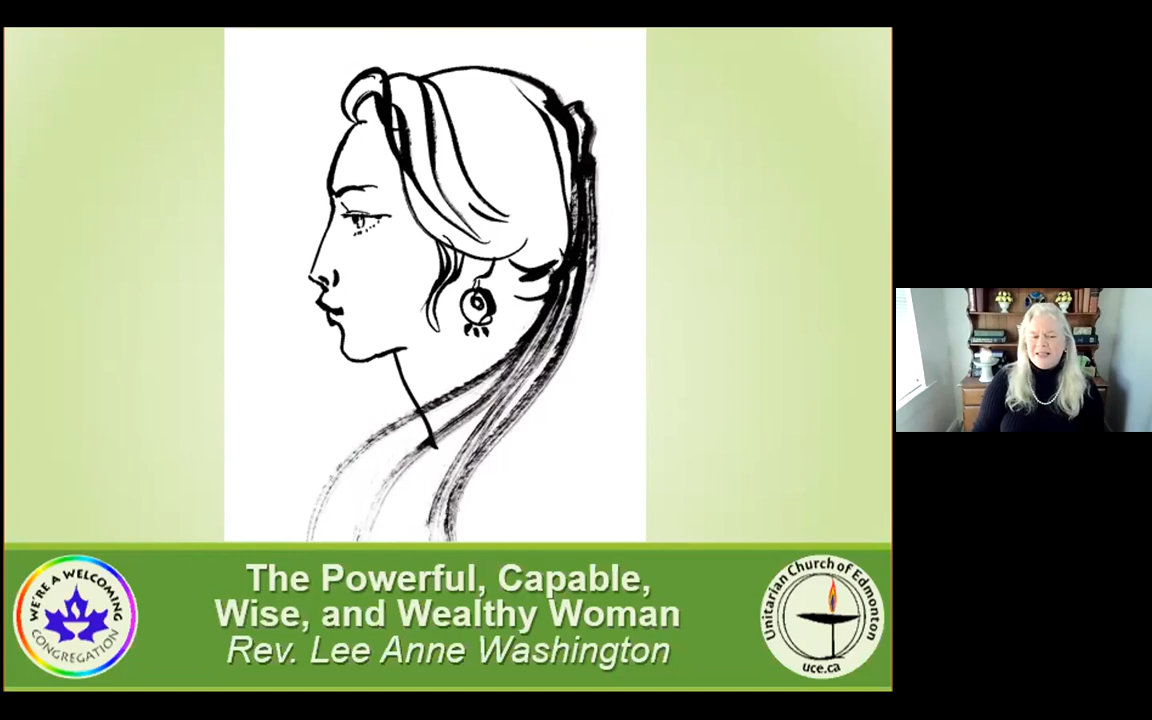 The Powerful, Capable,
Wise, and Wealthy Woman
Rev. Lee Anne Washington
WE'RE A WELCOMING
CONGREGATION
Unitarian Church of Edmonton
uce.ca